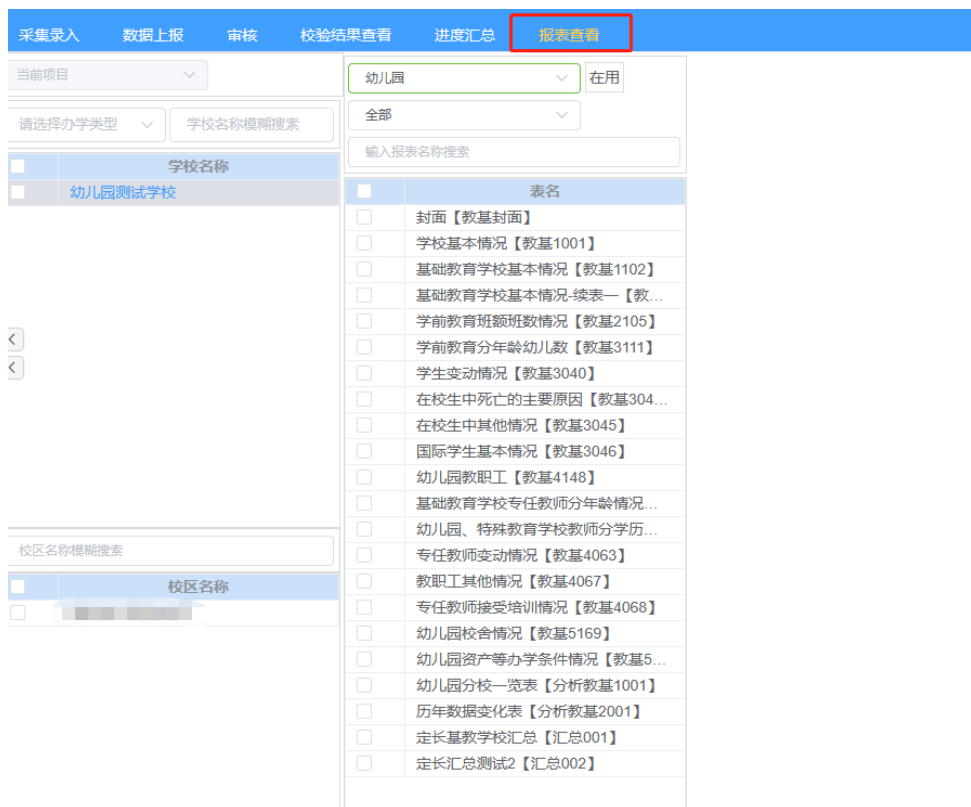 采集录入 数据上报 审核 校验结果查看 进度汇总 报表查看
当前项目
请选择办学类型 学校名称模糊搜索
学校名称
幼儿园测试学校
校区名称模糊搜索
校区名称
幼儿园 在用
全部
输入报表名称搜索
表名
封面【教基封面】
学校基本情况【教基1001】
基础教育学校基本情况【教基1102】
基础教育学校基本情况-续表一【教...
学前教育班额班数情况【教基2105】
学前教育分年龄幼儿数【教基3111】
学生变动情况【教基3040】
在校生中死亡的主要原因【教基304...
在校生中其他情况【教基3045】
国际学生基本情况【教基3046】
幼儿园教职工【教基4148】
基础教育学校专任教师分年龄情况...
幼儿园、特殊教育学校教师分学历...
专任教师变动情况【教基4063】
教职工其他情况【教基4067】
专任教师接受培训情况【教基4068】
幼儿园校舍情况【教基5169】
幼儿园资产等办学条件情况【教基5...
幼儿园分校一览表【分析教基1001】
历年数据变化表【分析教基2001】
定长基教学校汇总【汇总001】
定长汇总测试2【汇总002】